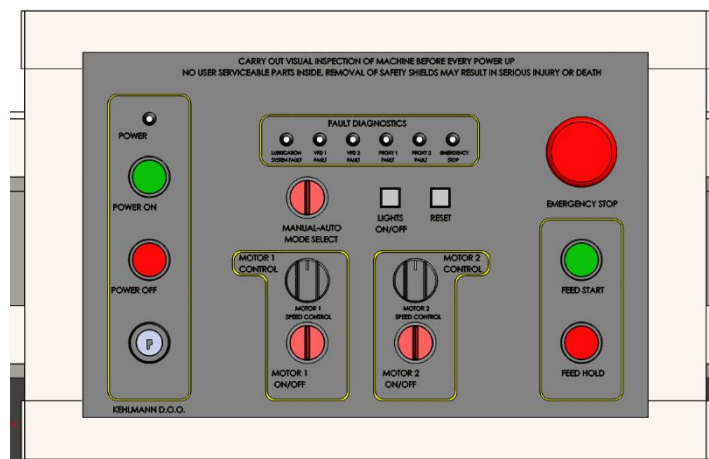 CARRY OUT VISUAL INSPECTION OF MACHINE BEFORE EVERY POWER UP
NO USER SERVICEABLE PARTS INSIDE, REMOVAL OF SAFETY SHIELDS MAY RESULT IN SERIOUS INJURY OR DEATH
POWER
POWER ON
POWER OFF
KEHLMANN D.O.O.
FAULT DIAGNOSTICS
LUBRICATION
SYSTEM FAULT
VFD 1
FAULT
VFD 2
FAULT
PROXY 1
FAULT
PROXY 2
FAULT
EMERGENCY
STOP
MANUAL-AUTO
MODE SELECT
LIGHTS
ON/OFF
RESET
MOTOR 1
CONTROL
MOTOR 1
SPEED CONTROL
MOTOR 1
ON/OFF
MOTOR 2
CONTROL
MOTOR 2
SPEED CONTROL
MOTOR 2
ON/OFF
EMERGENCY STOP
FEED START
FEED HOLD